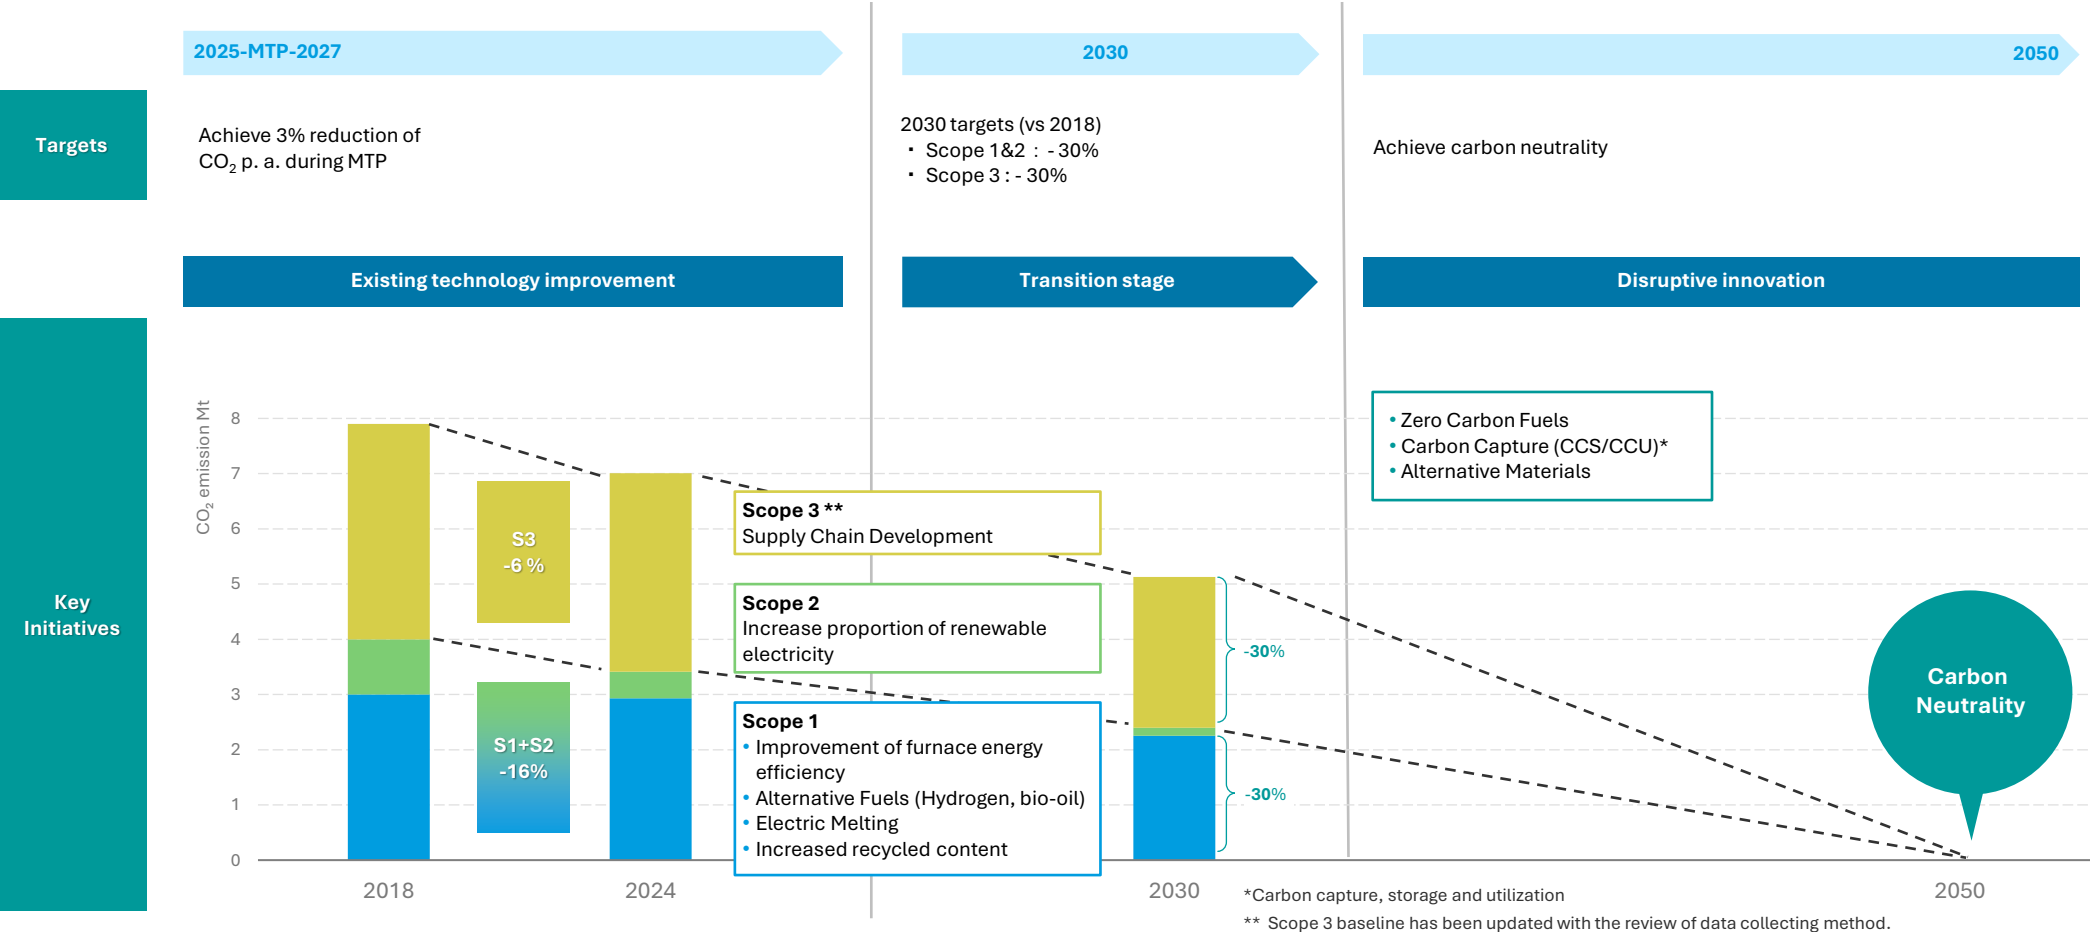 2025-MTP-2027
2030
2050
Targets
Achieve 3% reduction of
CO₂ p. a. during MTP
2030 targets (vs 2018)
▪ Scope 1&2 : - 30%
▪ Scope 3 : - 30%
Achieve carbon neutrality
Existing technology improvement
Transition stage
Disruptive innovation
Key
Initiatives
CO₂ emission Mt
8
7
6
5
4
3
2
1
0
S3
-6 %
S1+S2
-16%
Scope 3 **
Supply Chain Development
Scope 2
Increase proportion of renewable
electricity
Scope 1
• Improvement of furnace energy
efficiency
• Alternative Fuels (Hydrogen, bio-oil)
• Electric Melting
• Increased recycled content
-30%
-30%
• Zero Carbon Fuels
• Carbon Capture (CCS/CCU)*
• Alternative Materials
Carbon
Neutrality
2018
2024
2030
2050
*Carbon capture, storage and utilization
** Scope 3 baseline has been updated with the review of data collecting method.